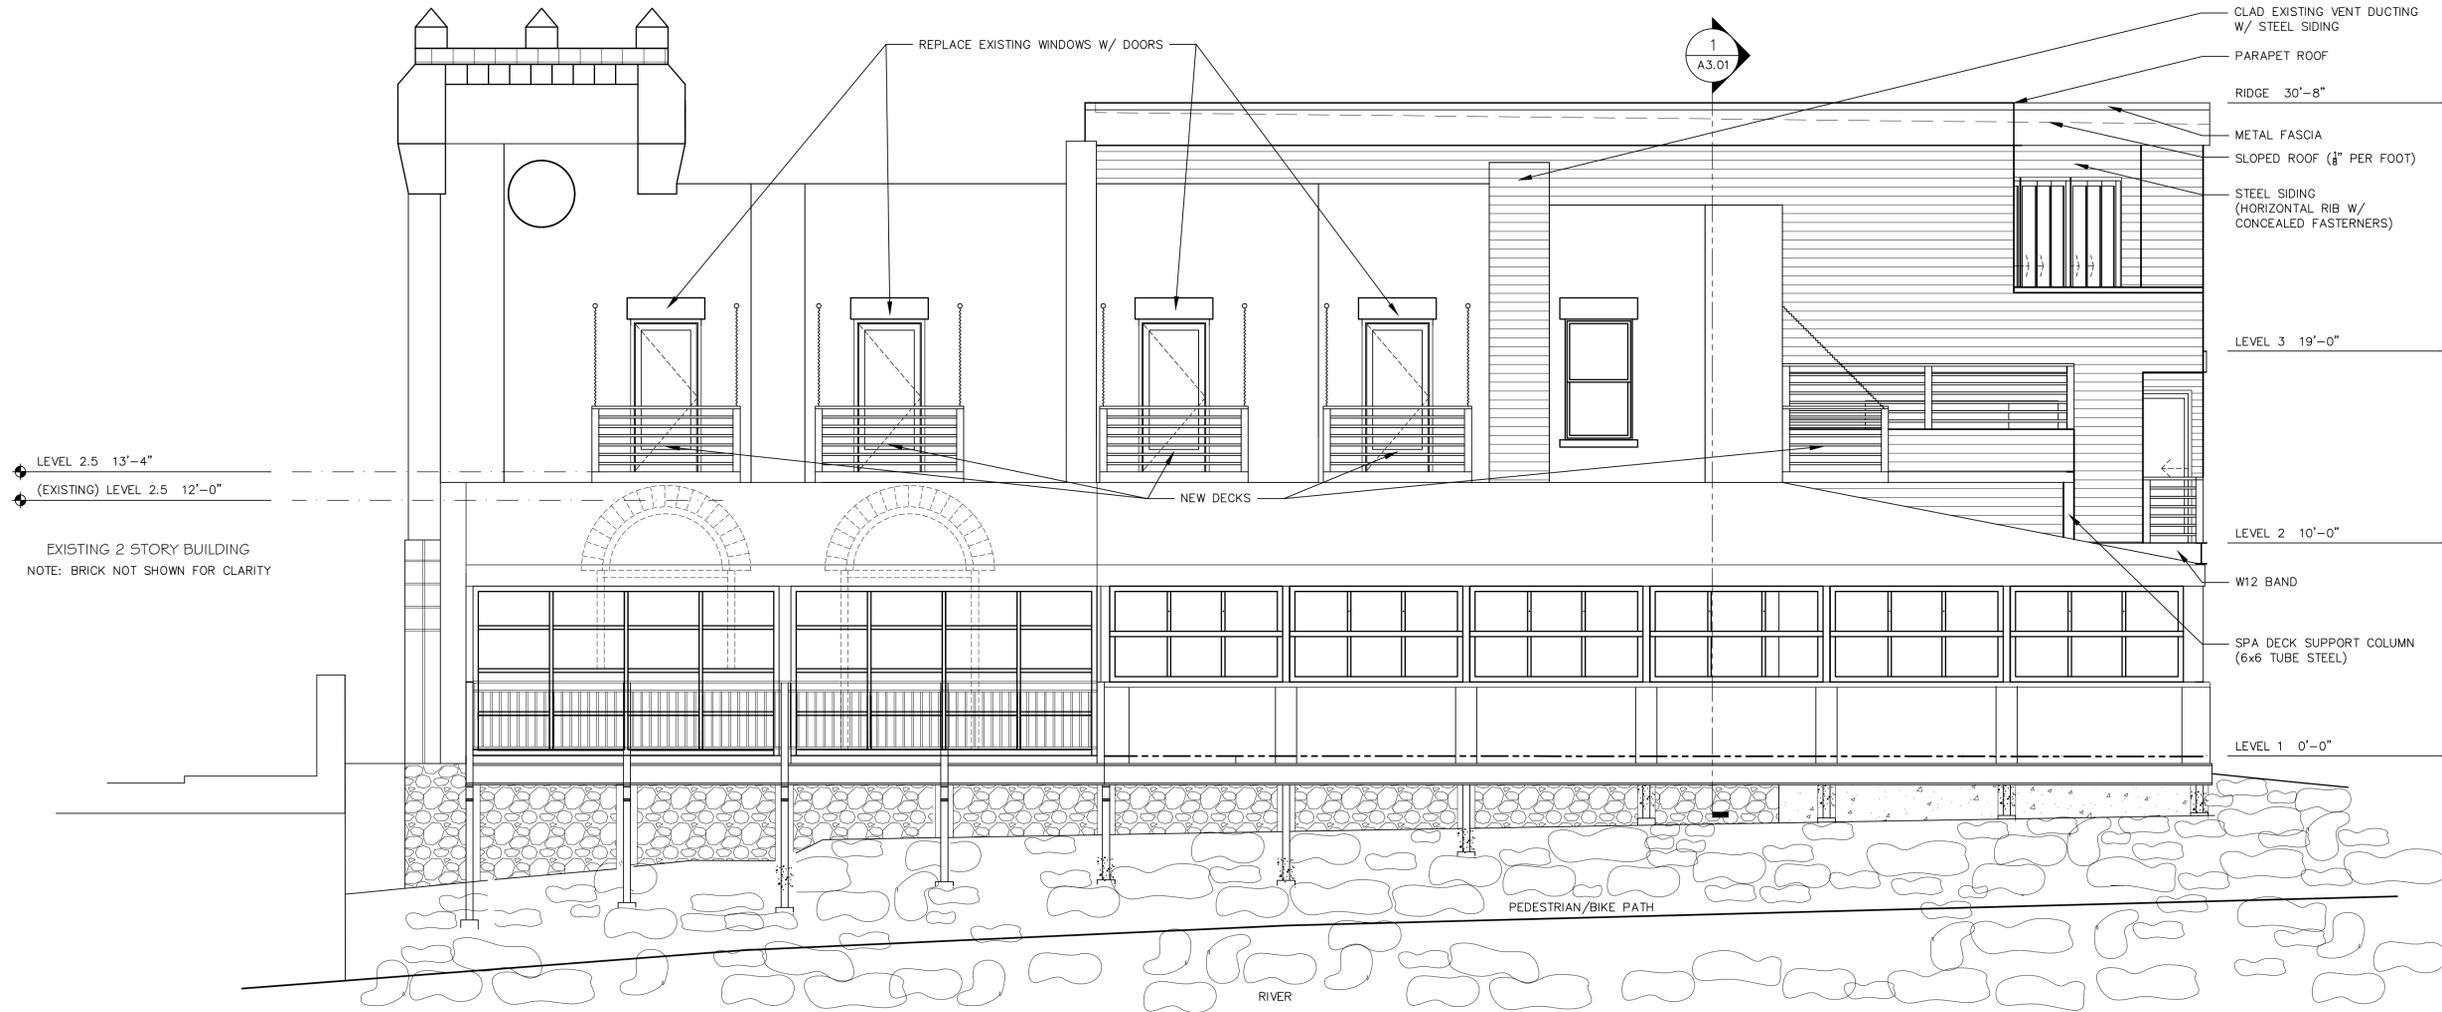 CLAD EXISTING VENT DUCTING
W/ STEEL SIDING
REPLACE EXISTING WINDOWS W/ DOORS
1
A3.01
PARAPET ROOF
RIDGE 30'-8"
METAL FASCIA
SLOPED ROOF (1/8" PER FOOT)
STEEL SIDING
(HORIZONTAL RIB W/
CONCEALED FASTERNERS)
LEVEL 3 19'-0"
LEVEL 2.5 13'-4"
(EXISTING) LEVEL 2.5 12'-0"
NEW DECKS
LEVEL 2 10'-0"
EXISTING 2 STORY BUILDING
NOTE: BRICK NOT SHOWN FOR CLARITY
W12 BAND
SPA DECK SUPPORT COLUMN
(6x6 TUBE STEEL)
LEVEL 1 0'-0"
PEDESTRIAN/BIKE PATH
RIVER